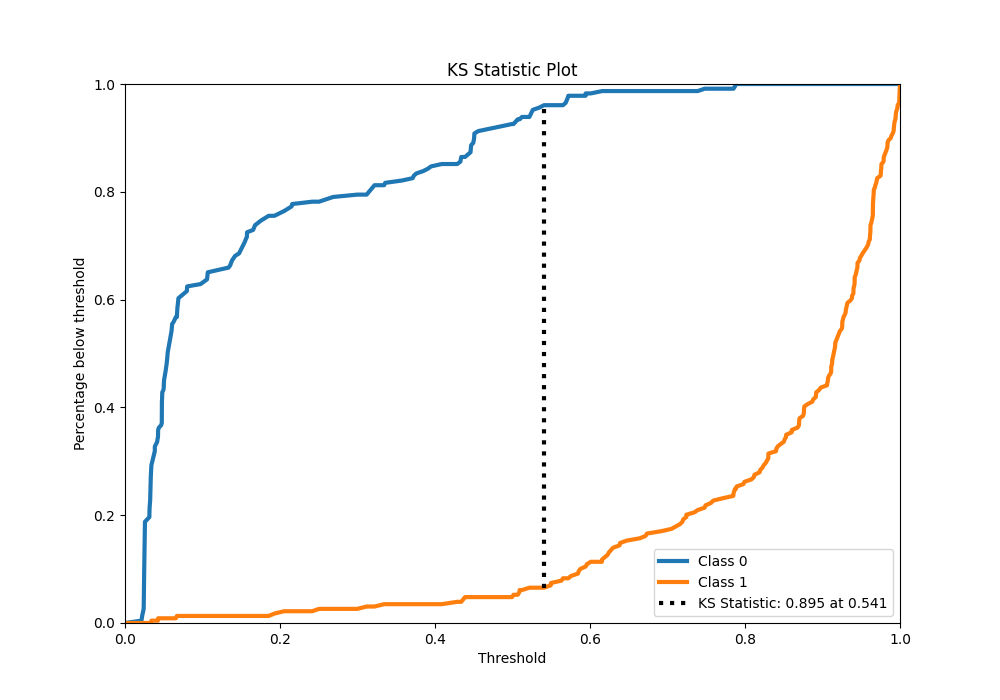 KS Statistic Plot
Percentage below threshold
1.0
0.8
0.6
0.4
0.2
0.0
0.0 0.2 0.4 0.6 0.8 1.0
Threshold
Class 0
Class 1
KS Statistic: 0.895 at 0.541